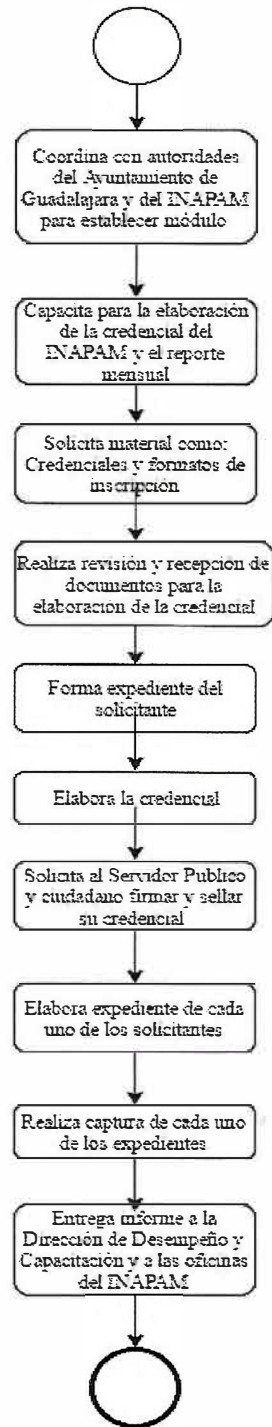 Coordina con autoridades
del Ayuntamiento de
Guadalajara y del INAPAM
para establecer módulo
Capacita para la elaboración
de la credencial del
INAPAM y el reporte
mensual
Solicita material como:
Credenciales y formatos de
inscripción
Realiza revisión y recepción de
documentos para la
elaboración de la credencial
Forma expediente del
solicitante
Elabora la credencial
Solicita al Servidor Publico
y ciudadano firmar y sellar
su credencial
Elabora expediente de cada
uno de los solicitantes
Realiza captura de cada uno
de los expedientes
Entrega informe a la
Dirección de Desempeño y
Capacitación y a las oficinas
del INAPAM